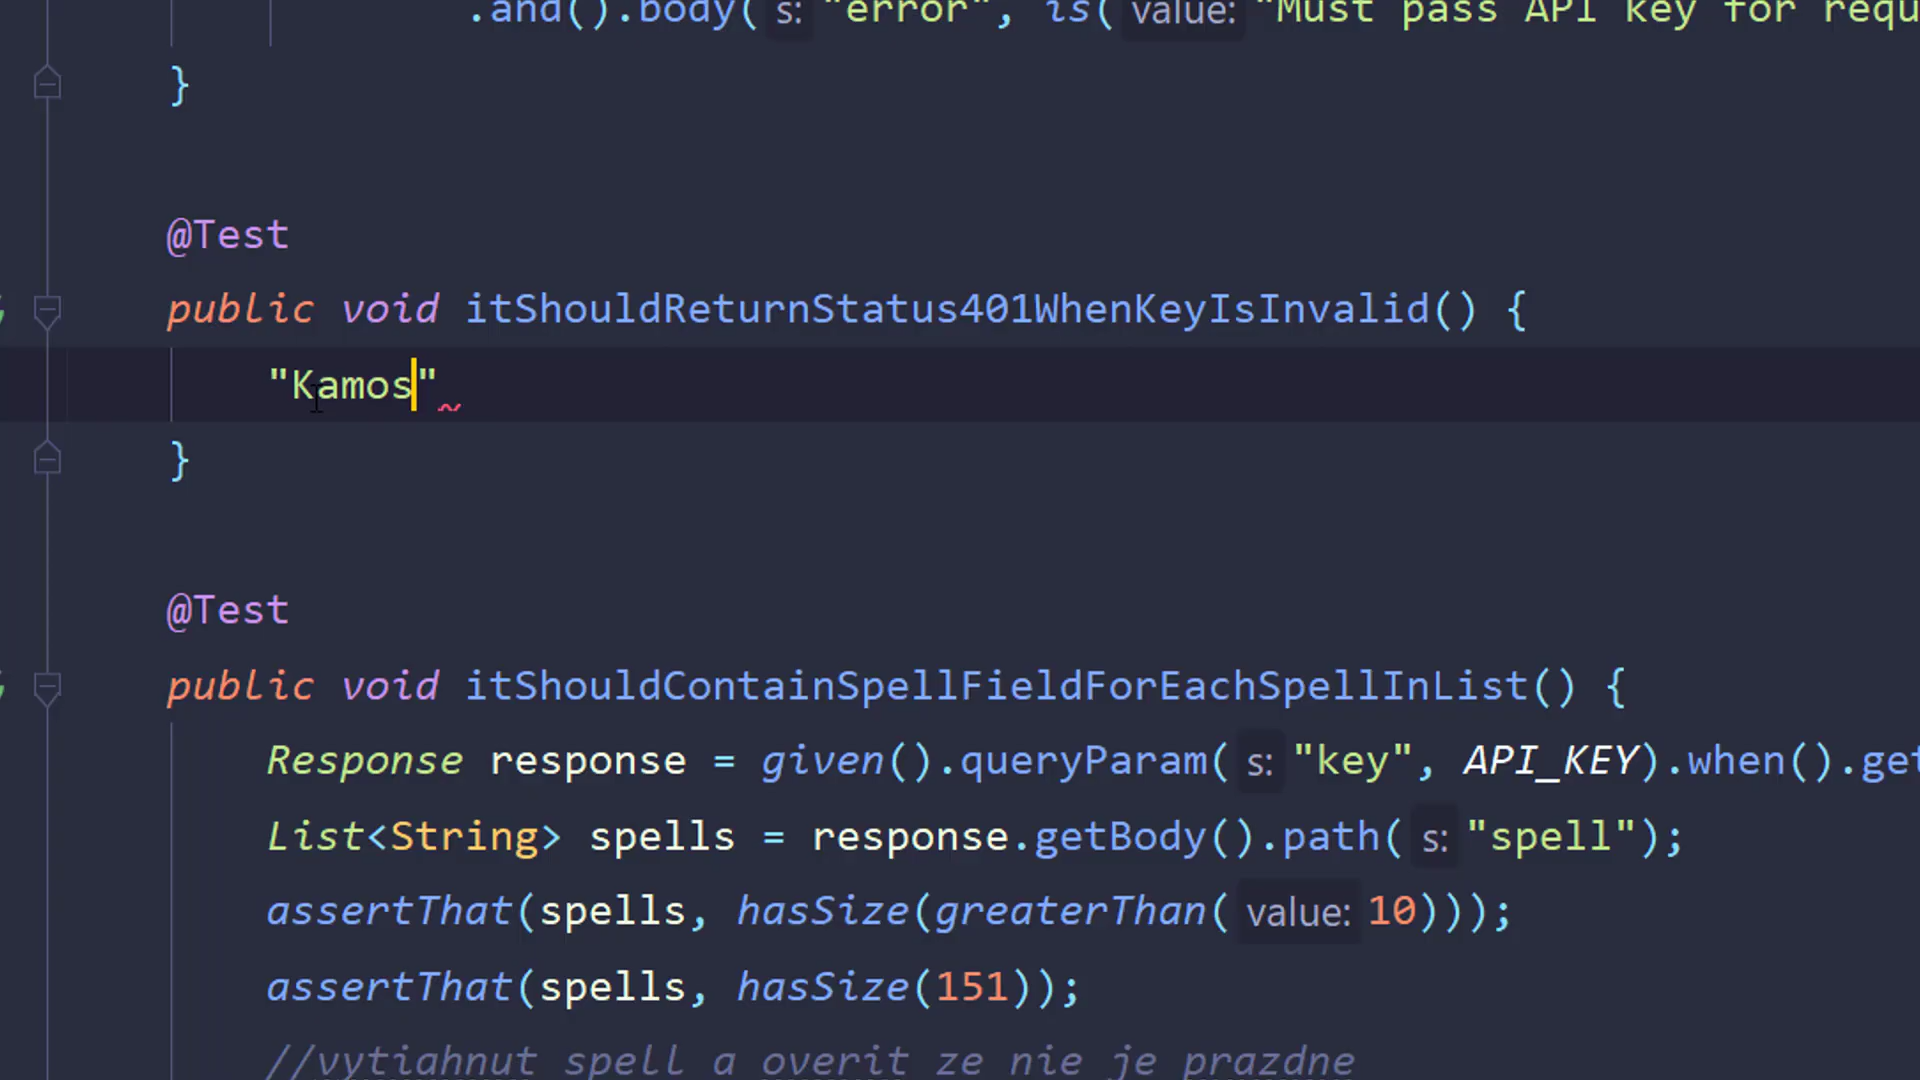 .and().body( s: "error", is( value: "Must pass API key for requ
}
@Test
public void itShouldReturnStatus401WhenKeyIsInvalid() {
"Kamos"
}
@Test
public void itShouldContainSpellFieldForEachSpellInList() {
Response response = given().queryParam( s: "key", API_KEY).when().get
List<String> spells = response.getBody().path( s: "spell");
assertThat(spells, hasSize(greaterThan( value: 10)));
assertThat(spells, hasSize(151));
//vytiahnut spell a overit ze nie je prazdne